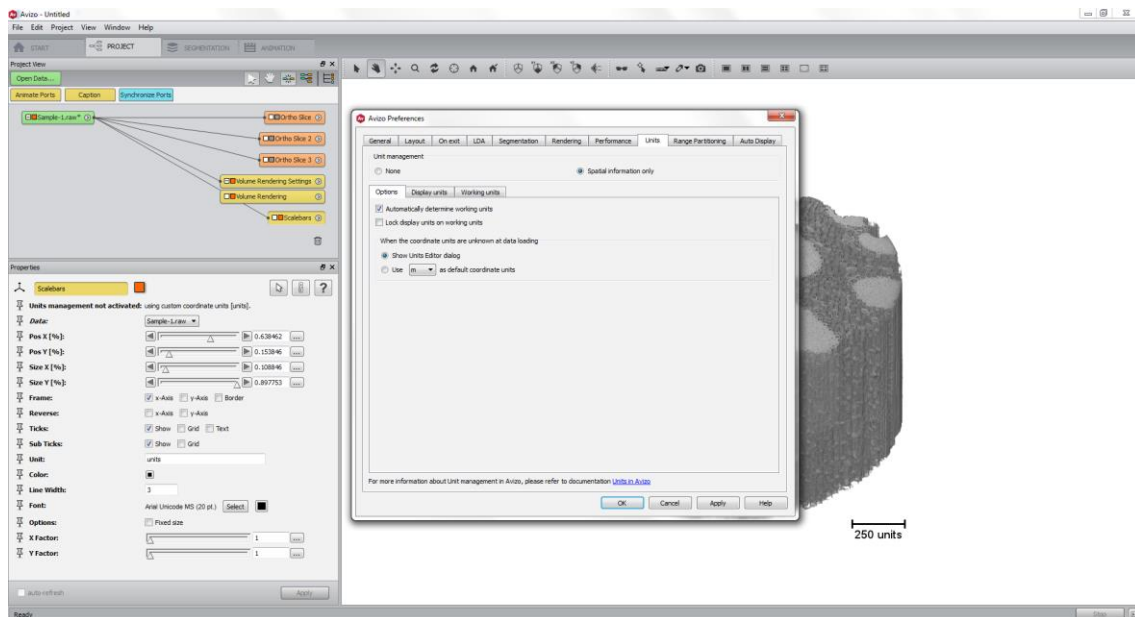 Avizo - Untitled
File Edit Project View Window Help
START PROJECT SEGMENTATION ANIMATION
Project View
Open Data...
Animate Ports Caption Synchronize Ports
Sample-1.raw* Ortho Slice
Ortho Slice 2
Ortho Slice 3
Volume Rendering Settings
Volume Rendering
Scalebars
Properties
Scalebars
Units management not activated: using custom coordinate units [units].
Data: Sample-1.raw
Pos X [%]: 0.638462 ...
Pos Y [%]: 0.153846 ...
Size X [%]: 0.108846 ...
Size Y [%]: 0.897753 ...
Frame: x-Axis y-Axis Border
Reverse: x-Axis y-Axis
Ticks: Show Grid Text
Sub Ticks: Show Grid
Unit: units
Color:
Line Width: 3
Font: Arial Unicode MS (20 pt.) Select
Options: Fixed size
X Factor: 1 ...
Y Factor: 1 ...
auto-refresh Apply
Ready
Stop
Avizo Preferences
General Layout On exit LDA Segmentation Rendering Performance Units Range Partitioning Auto Display
Unit management
None Spatial information only
Options Display units Working units
Automatically determine working units
Lock display units on working units
When the coordinate units are unknown at data loading
Show Units Editor dialog
Use m as default coordinate units
For more information about Unit management in Avizo, please refer to documentation Units in Avizo
OK Cancel Apply Help
250 units